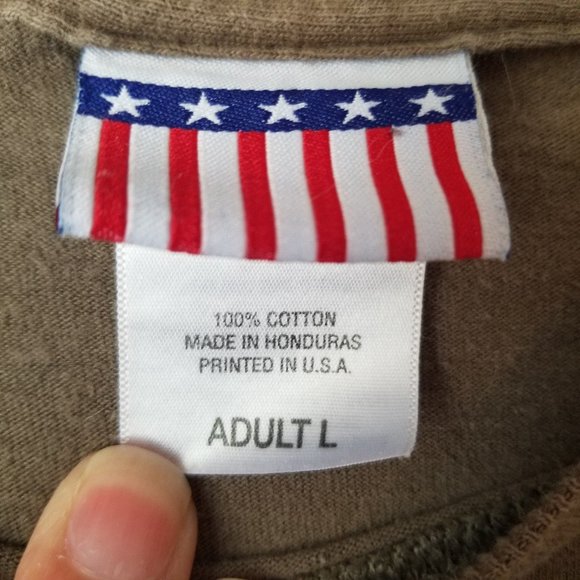 100% COTTON
MADE IN HONDURAS
PRINTED IN U.S.A.
ADULT L